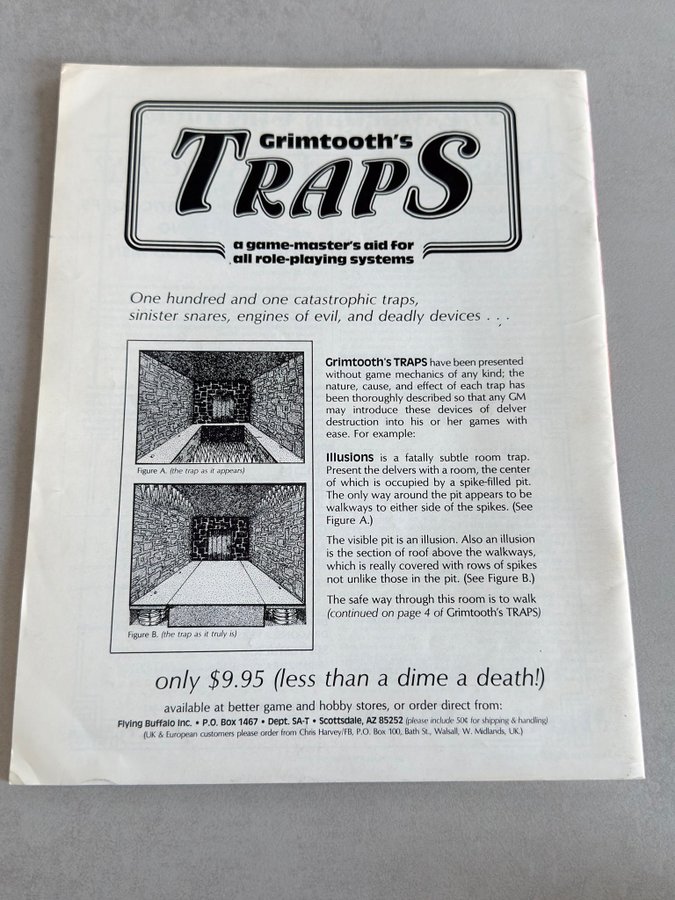 Grimtooth's
TRAPS
a game-master's aid for
all role-playing systems
One hundred and one catastrophic traps,
sinister snares, engines of evil, and deadly devices . . .
Figure A. (the trap as it appears)
Figure B. (the trap as it truly is)
Grimtooth's TRAPS have been presented
without game mechanics of any kind; the
nature, cause, and effect of each trap has
been thoroughly described so that any GM
may introduce these devices of delver
destruction into his or her games with
ease. For example:
Illusions is a fatally subtle room trap.
Present the delvers with a room, the center
of which is occupied by a spike-filled pit.
The only way around the pit appears to be
walkways to either side of the spikes. (See
Figure A.)
The visible pit is an illusion. Also an illusion
is the section of roof above the walkways,
which is really covered with rows of spikes
not unlike those in the pit. (See Figure B.)
The safe way through this room is to walk
(continued on page 4 of Grimtooth's TRAPS)
only $9.95 (less than a dime a death!)
available at better game and hobby stores, or order direct from:
Flying Buffalo Inc. • P.O. Box 1467 • Dept. SA-T • Scottsdale, AZ 85252 (please include 50¢ for shipping & handling)
(UK & European customers please order from Chris Harvey/FB, P.O. Box 100, Bath St., Walsall, W. Midlands, UK.)